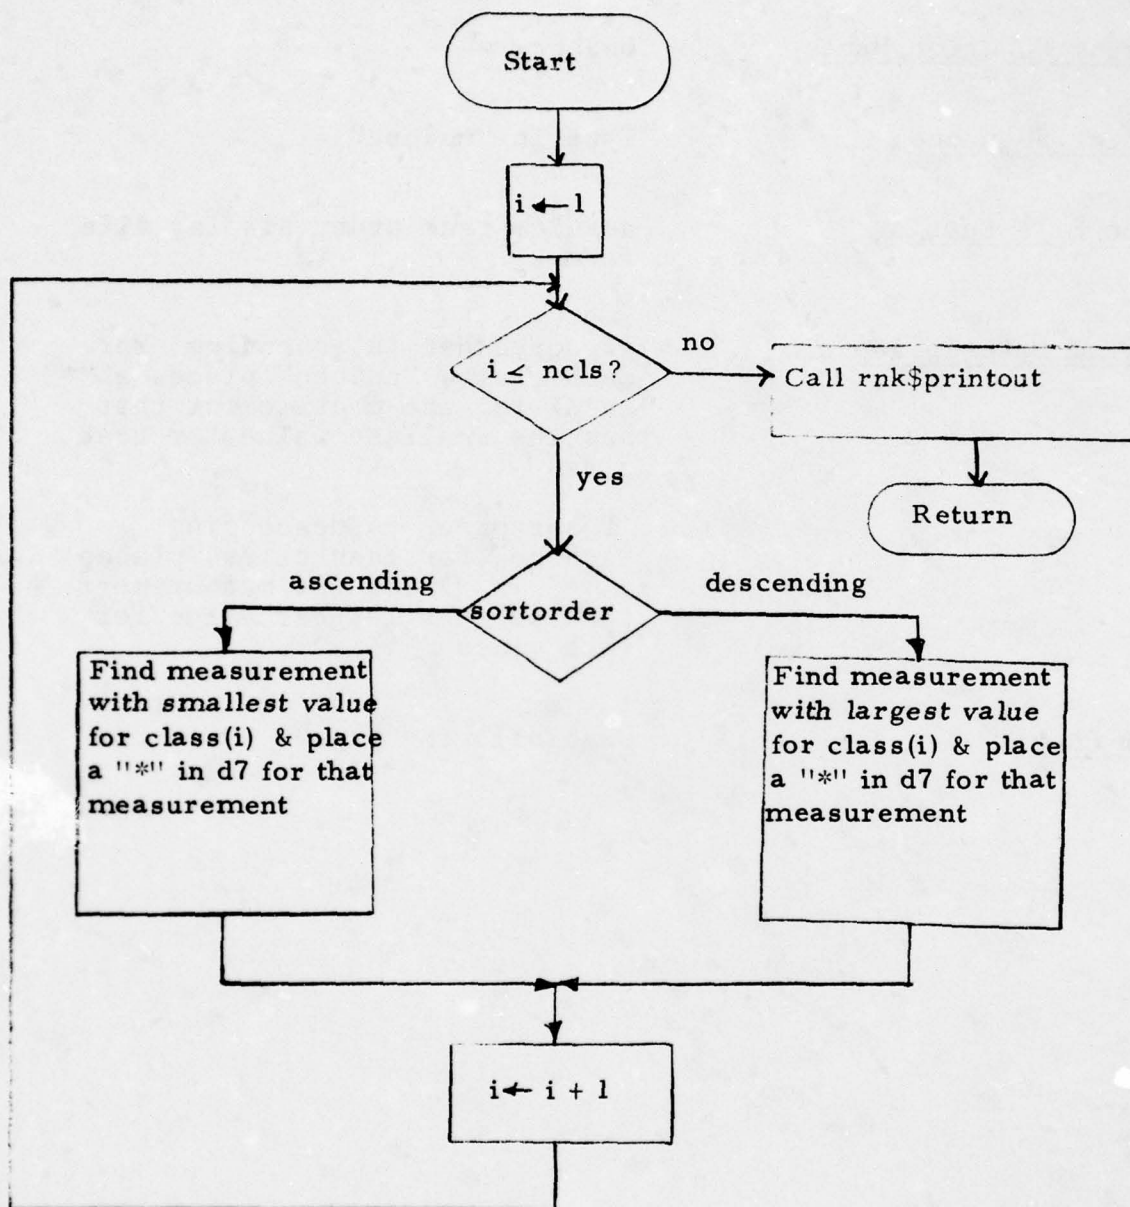 Start
i ← 1
i ≤ ncls?
no
Call rnk$printout
Return
yes
ascending
sortorder
descending
Find measurement
with smallest value
for class(i) & place
a "*" in d7 for that
measurement
Find measurement
with largest value
for class(i) & place
a "*" in d7 for that
measurement
i ← i + 1